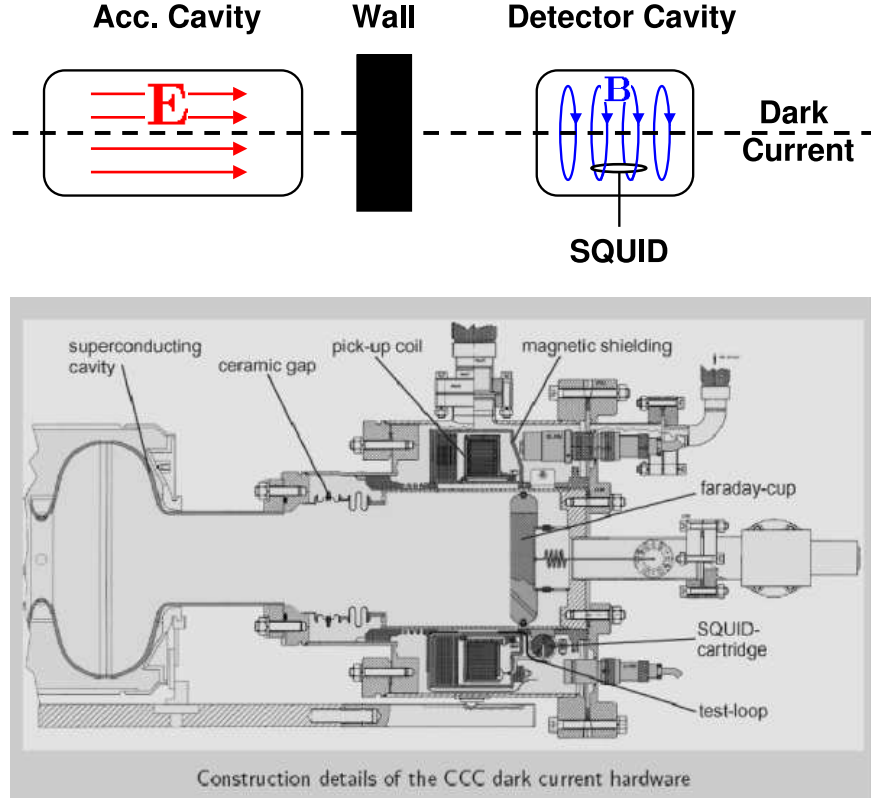 Acc. Cavity Wall Detector Cavity
E
B
Dark
Current
SQUID
superconducting
cavity
ceramic gap
pick-up coil
magnetic shielding
faraday-cup
SQUID-
cartridge
test-loop
Construction details of the CCC dark current hardware